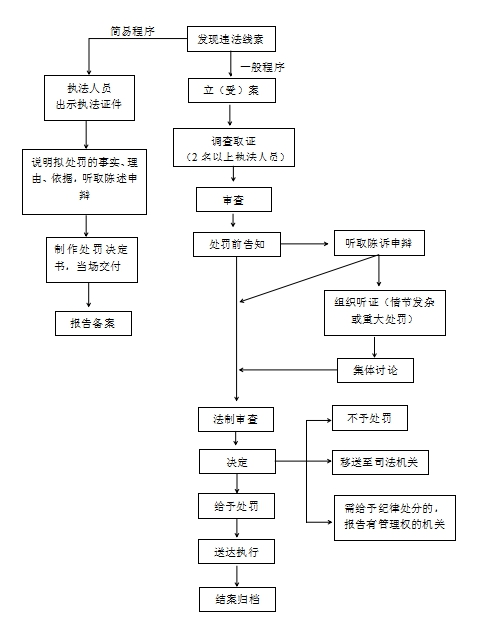 简易程序
发现违法线索
一般程序
执法人员
出示执法证件
立（受）案
调查取证
（2 名以上执法人员）
说明拟处罚的事实、理
由、依据，听取陈述申
辩
审查
处罚前告知
听取陈诉申辩
制作处罚决定
书，当场交付
组织听证（情节发杂
或重大处罚）
报告备案
集体讨论
法制审查
不予处罚
决定
移送至司法机关
给予处罚
需给予纪律处分的，
报告有管理权的机关
送达执行
结案归档